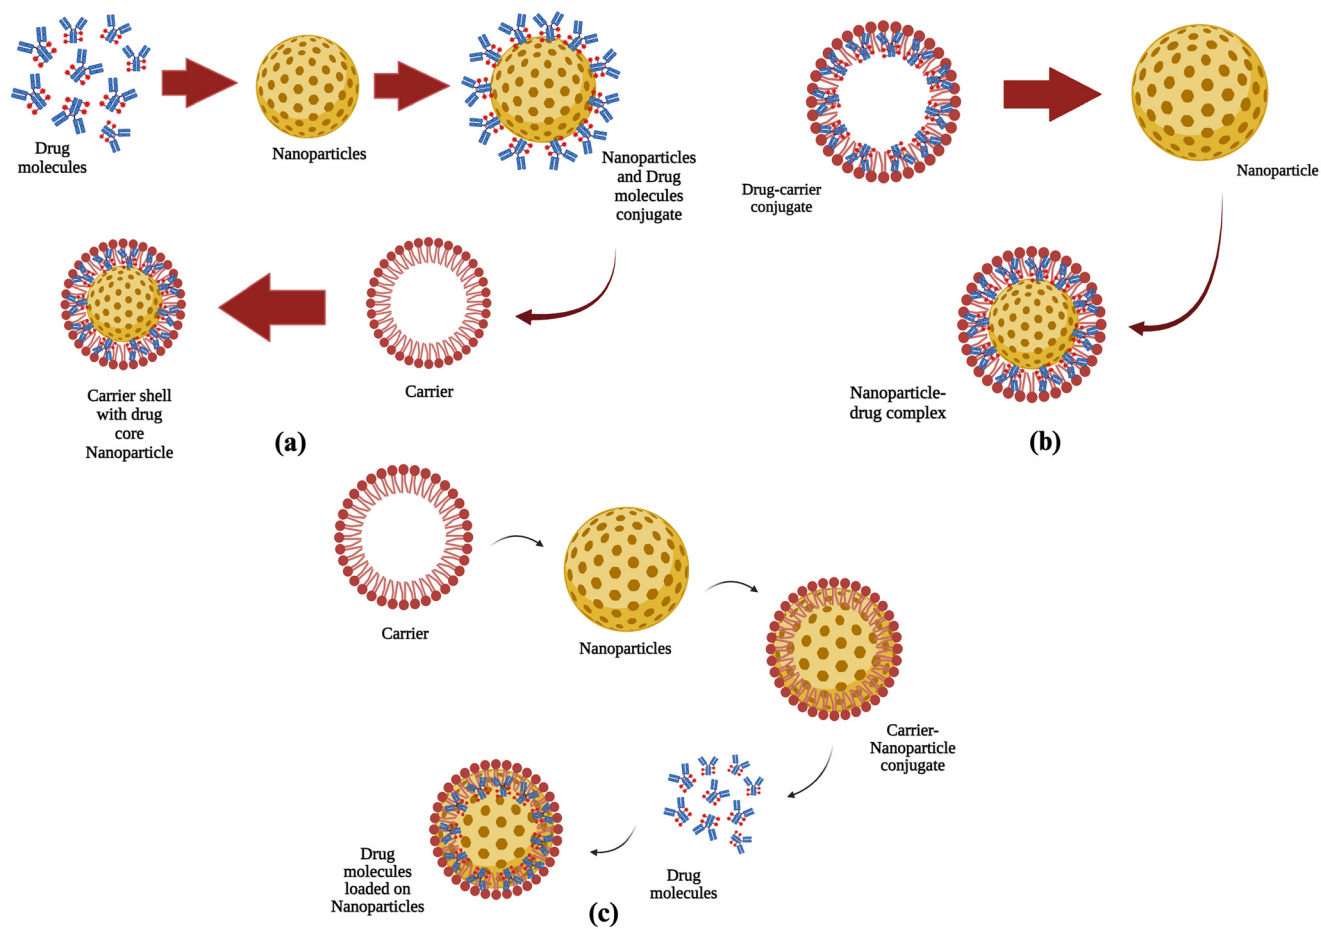 Drug
molecules
Nanoparticles
Nanoparticles
and Drug
molecules
conjugate
Carrier
Carrier shell
with drug
core
Nanoparticle
(a)
Drug-carrier
conjugate
Nanoparticle
Nanoparticle-
drug complex
(b)
Carrier
Nanoparticles
Carrier-
Nanoparticle
conjugate
Drug
molecules
Drug
molecules
loaded on
Nanoparticles
(c)